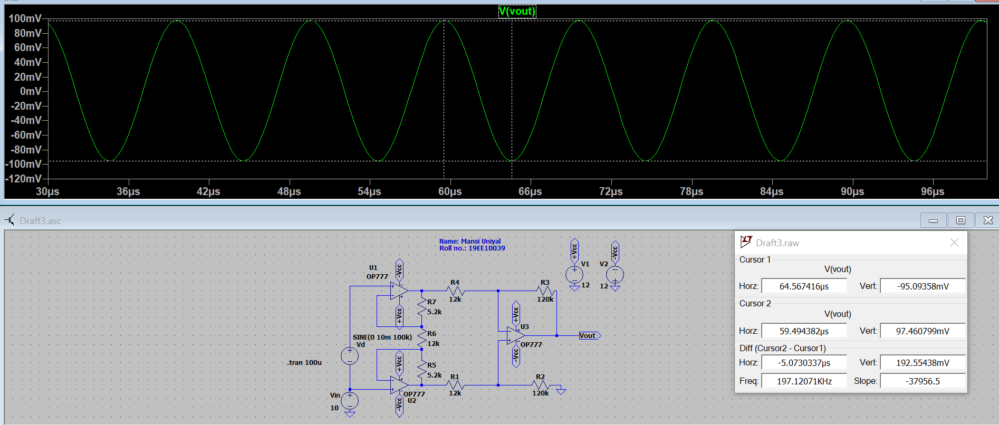 V(vout)
100mV
80mV
60mV
40mV
20mV
0mV
-20mV
-40mV
-60mV
-80mV
-100mV
-120mV
30µs 36µs 42µs 48µs 54µs 60µs 66µs 72µs 78µs 84µs 90µs 96µs
Draft3.asc
Name: Mansi Uniyal
Roll no.: 19EE10039
U1
OP777
-Vcc
+Vcc
R4
12k
R3
120k
R7
5.2k
R6
12k
SINE(0 10m 100k)
Vd
.tran 100u
+Vcc
R5
5.2k
R1
12k
R2
120k
OP777
U2
-Vcc
Vin
10
+Vcc
U3
OP777
-Vcc
Vout
+Vcc
V1
12
-Vcc
V2
12
Draft3.raw
Cursor 1
V(vout)
Horz: 64.567416µs Vert: -95.09358mV
Cursor 2
V(vout)
Horz: 59.494382µs Vert: 97.460799mV
Diff (Cursor2 - Cursor1)
Horz: -5.0730337µs Vert: 192.55438mV
Freq: 197.12071KHz Slope: -37956.5